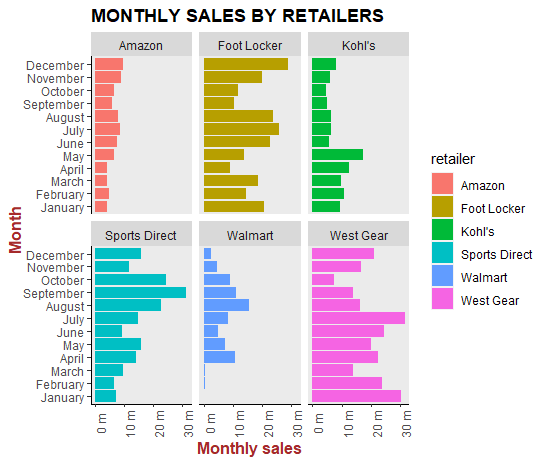 MONTHLY SALES BY RETAILERS
Amazon Foot Locker Kohl's
December
November
October
September
August
July
June
May
April
March
February
January
Sports Direct Walmart West Gear
December
November
October
September
August
July
June
May
April
March
February
January
0 m 10 m 20 m 30 m 0 m 10 m 20 m 30 m 0 m 10 m 20 m 30 m
Monthly sales
Month
retailer
Amazon
Foot Locker
Kohl's
Sports Direct
Walmart
West Gear